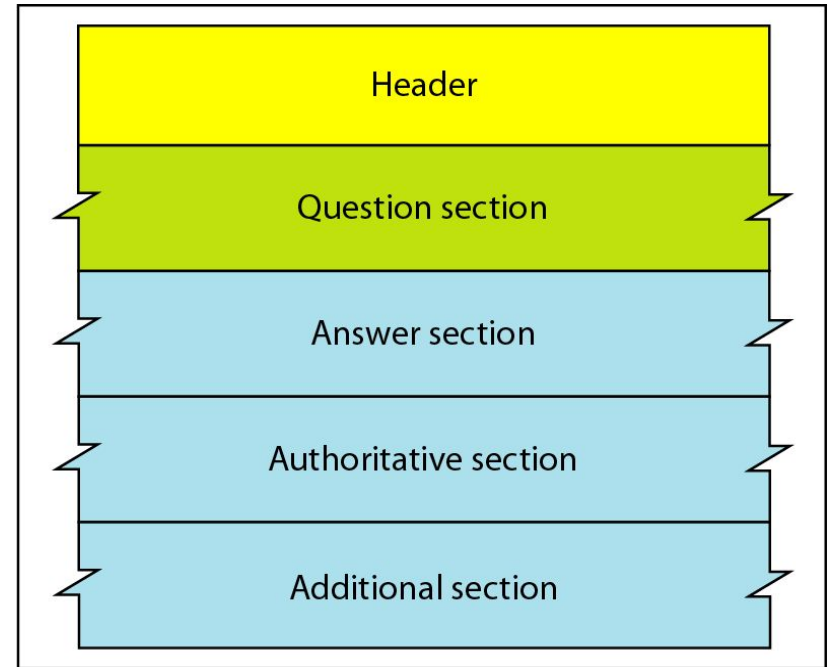 Header
Question section
Answer section
Authoritative section
Additional section